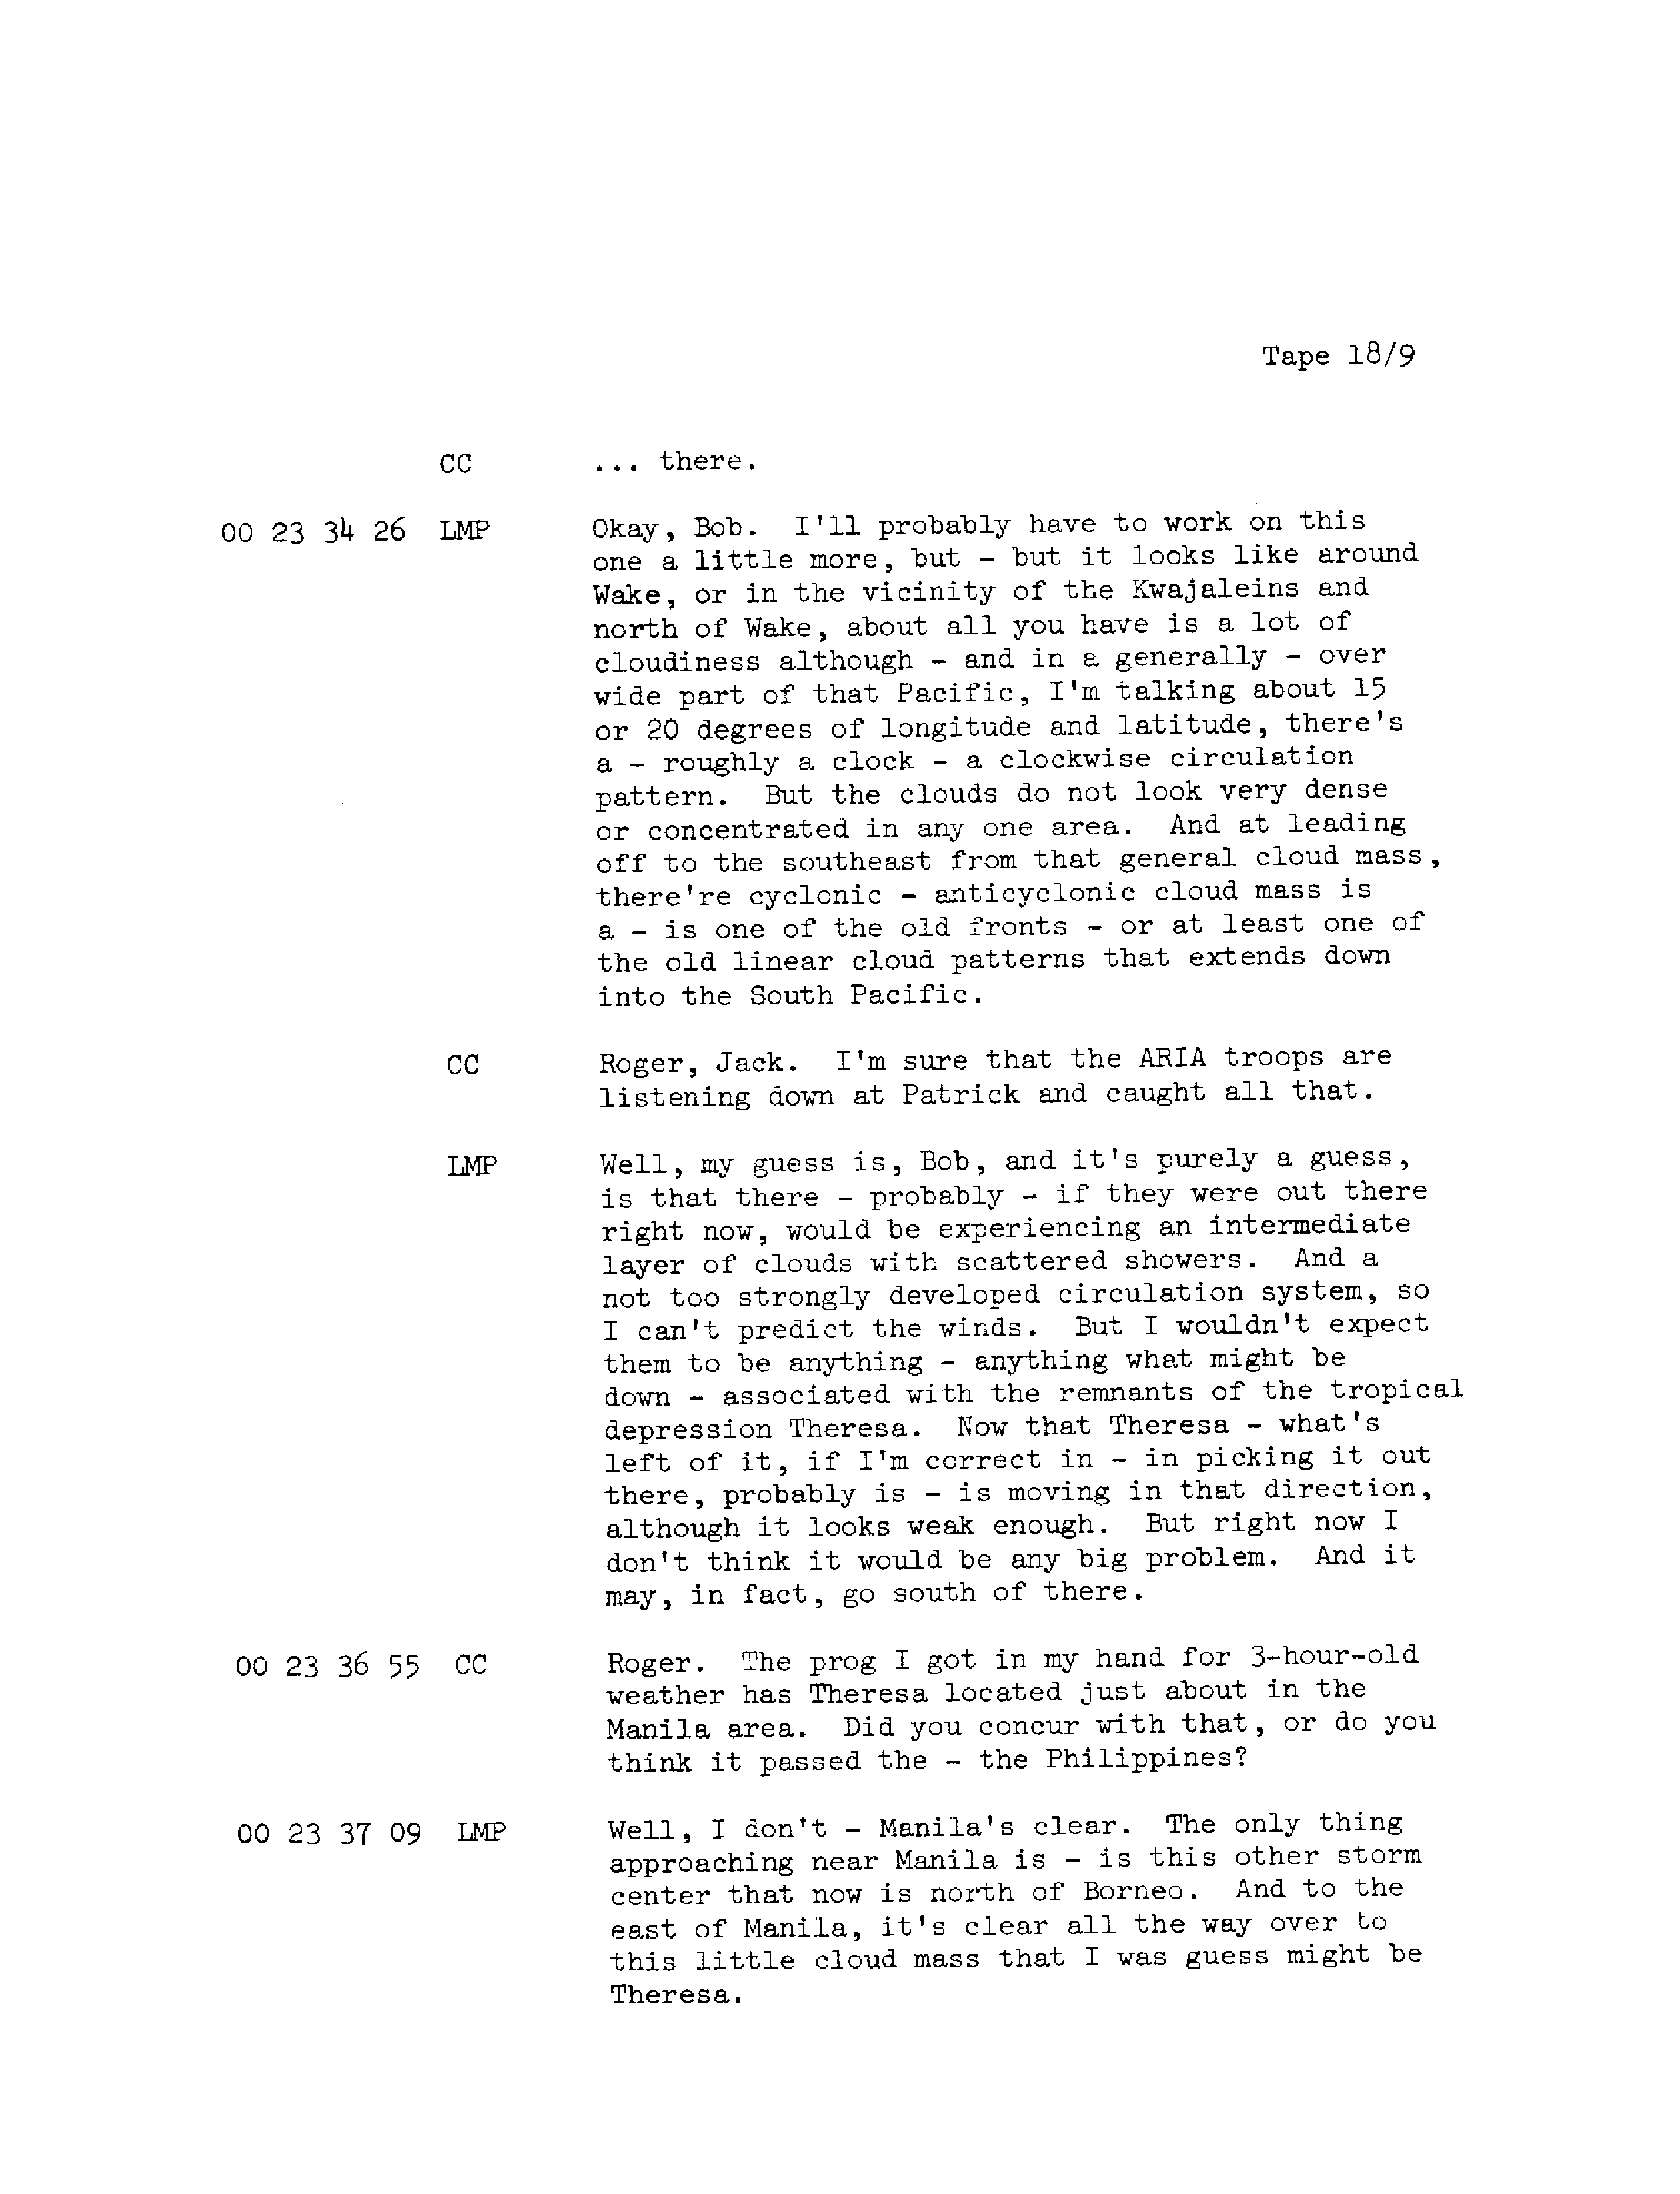 Tape 18/9
CC ... there.
00 23 34 26 LMP Okay, Bob. I'll probably have to work on this
one a little more, but - but it looks like around
Wake, or in the vicinity of the Kwajaleins and
north of Wake, about all you have is a lot of
cloudiness although - and in a generally - over
wide part of that Pacific, I'm talking about 15
or 20 degrees of longitude and latitude, there's
a - roughly a clock - a clockwise circulation
pattern. But the clouds do not look very dense
or concentrated in any one area. And at leading
off to the southeast from that general cloud mass,
there're cyclonic - anticyclonic cloud mass is
a - is one of the old fronts - or at least one of
the old linear cloud patterns that extends down
into the South Pacific.
CC Roger, Jack. I'm sure that the ARIA troops are
listening down at Patrick and caught all that.
LMP Well, my guess is, Bob, and it's purely a guess,
is that there - probably - if they were out there
right now, would be experiencing an intermediate
layer of clouds with scattered showers. And a
not too strongly developed circulation system, so
I can't predict the winds. But I wouldn't expect
them to be anything - anything what might be
down - associated with the remnants of the tropical
depression Theresa. Now that Theresa - what's
left of it, if I'm correct in - in picking it out
there, probably is - is moving in that direction,
although it looks weak enough. But right now I
don't think it would be any big problem. And it
may, in fact, go south of there.
00 23 36 55 CC Roger. The prog I got in my hand for 3-hour-old
weather has Theresa located just about in the
Manila area. Did you concur with that, or do you
think it passed the - the Philippines?
00 23 37 09 LMP Well, I don't - Manila's clear. The only thing
approaching near Manila is - is this other storm
center that now is north of Borneo. And to the
east of Manila, it's clear all the way over to
this little cloud mass that I was guess might be
Theresa.